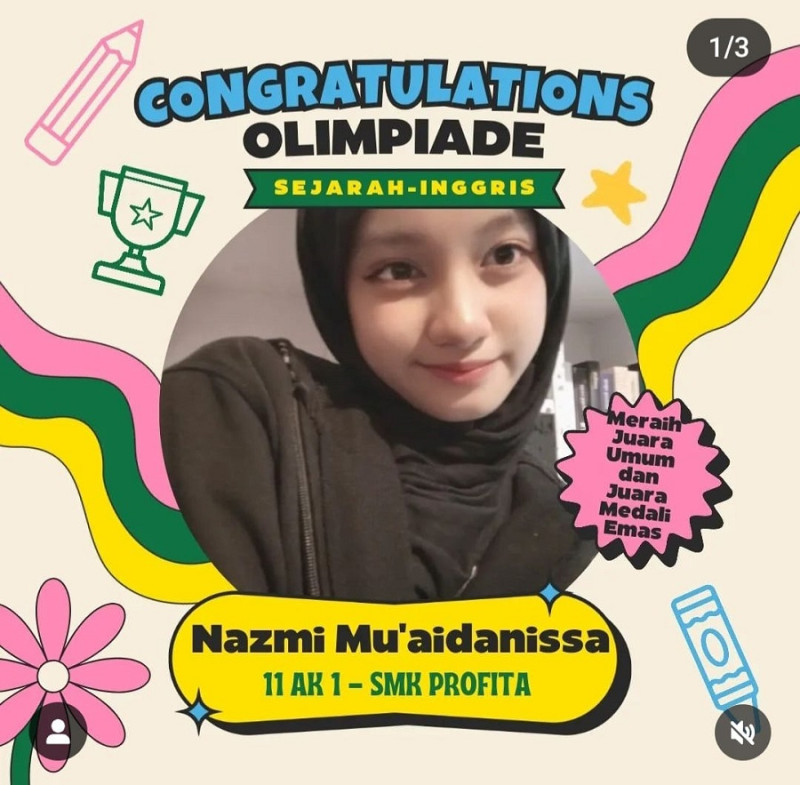 1/3
CONGRATULATIONS
OLIMPIADE
SEJARAH-INGGRIS
Meraih
Juara
Umum
dan
Juara
Medali
Emas
Nazmi Mu'aidanissa
11 AK 1 – SMK PROFITA